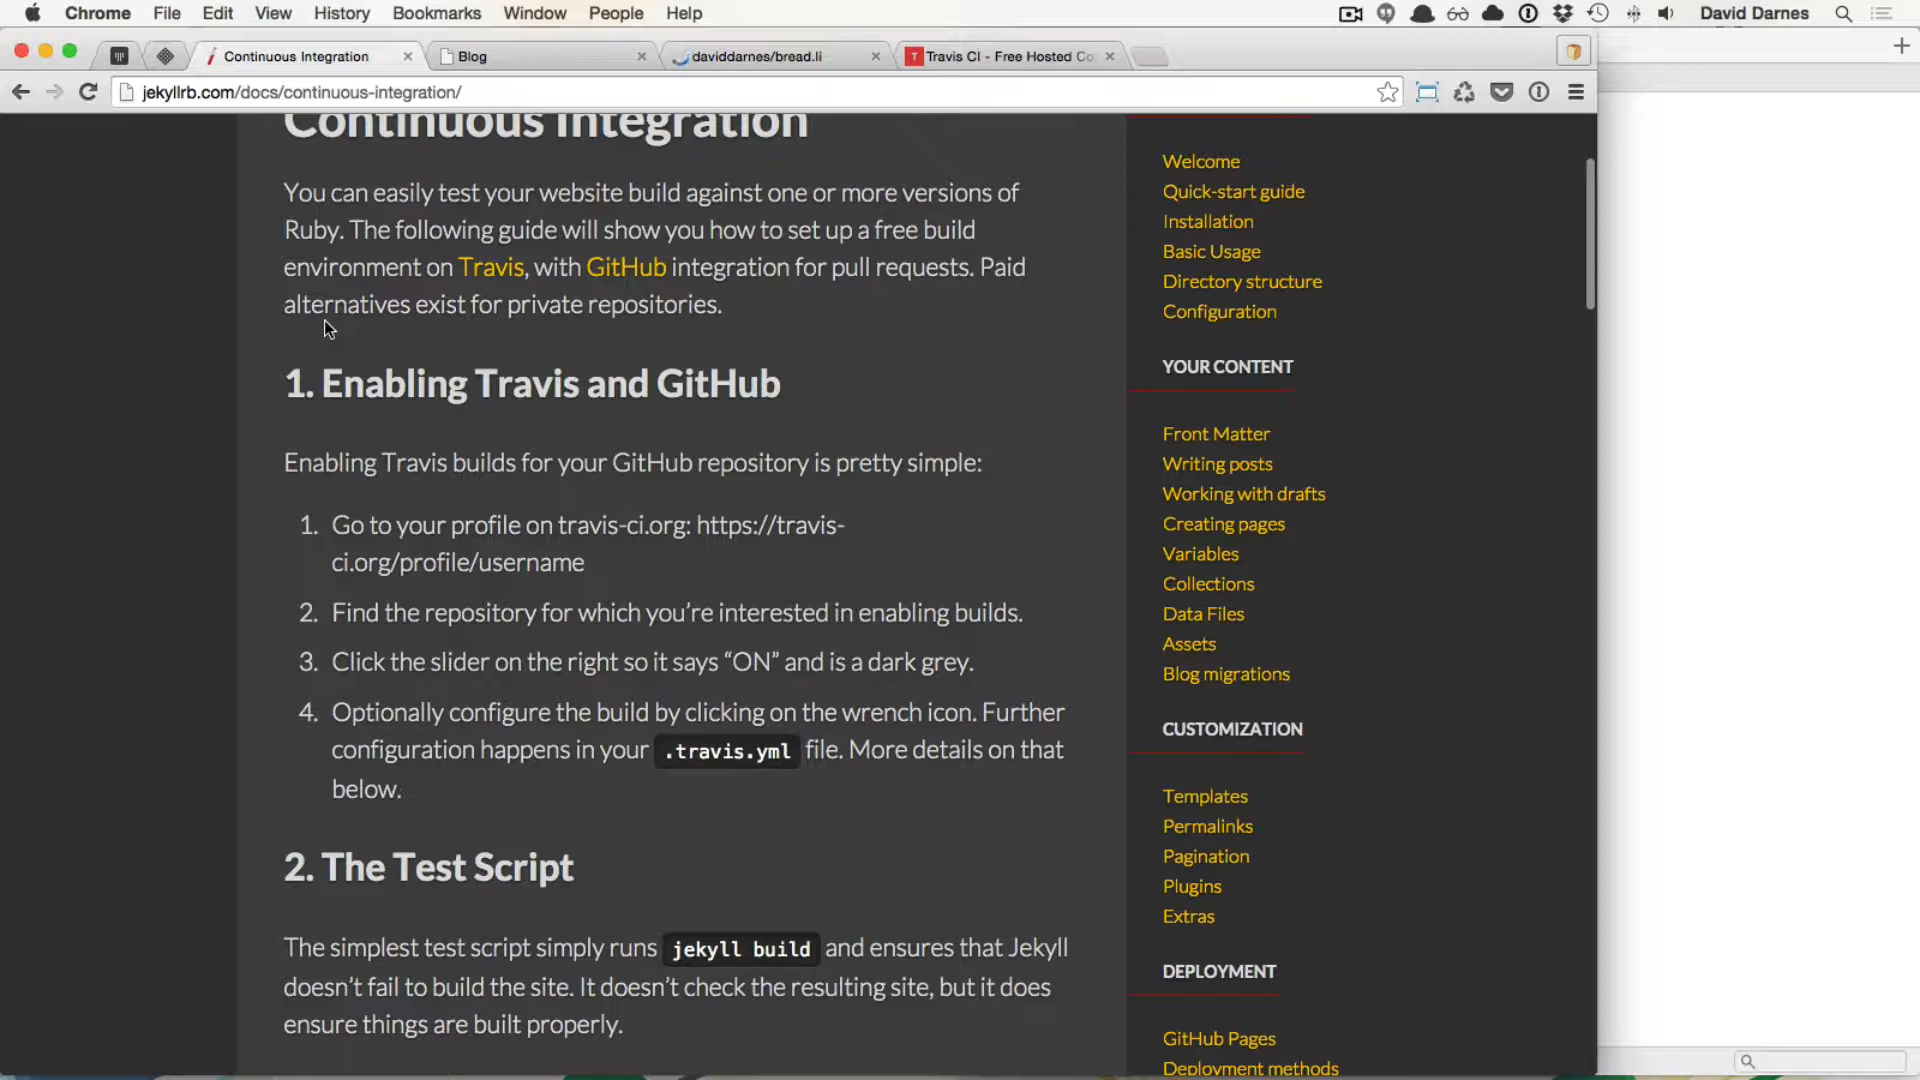 Chrome File Edit View History Bookmarks Window People Help David Darnes
Continuous Integration
Blog
daviddarnes/bread.li
Travis CI - Free Hosted Co
jekyllrb.com/docs/continuous-integration/
Continuous Integration
You can easily test your website build against one or more versions of
Ruby. The following guide will show you how to set up a free build
environment on Travis, with GitHub integration for pull requests. Paid
alternatives exist for private repositories.
1. Enabling Travis and GitHub
Enabling Travis builds for your GitHub repository is pretty simple:
1. Go to your profile on travis-ci.org: https://travis-
ci.org/profile/username
2. Find the repository for which you’re interested in enabling builds.
3. Click the slider on the right so it says “ON” and is a dark grey.
4. Optionally configure the build by clicking on the wrench icon. Further
configuration happens in your .travis.yml file. More details on that
below.
2. The Test Script
The simplest test script simply runs jekyll build and ensures that Jekyll
doesn’t fail to build the site. It doesn’t check the resulting site, but it does
ensure things are built properly.
Welcome
Quick-start guide
Installation
Basic Usage
Directory structure
Configuration
YOUR CONTENT
Front Matter
Writing posts
Working with drafts
Creating pages
Variables
Collections
Data Files
Assets
Blog migrations
CUSTOMIZATION
Templates
Permalinks
Pagination
Plugins
Extras
DEPLOYMENT
GitHub Pages
Deployment methods